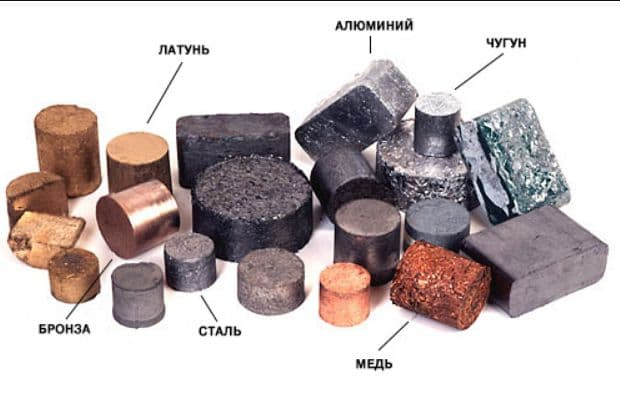 АЛЮМИНИЙ
ЧУГУН
ЛАТУНЬ
БРОНЗА
СТАЛЬ
МЕДЬ